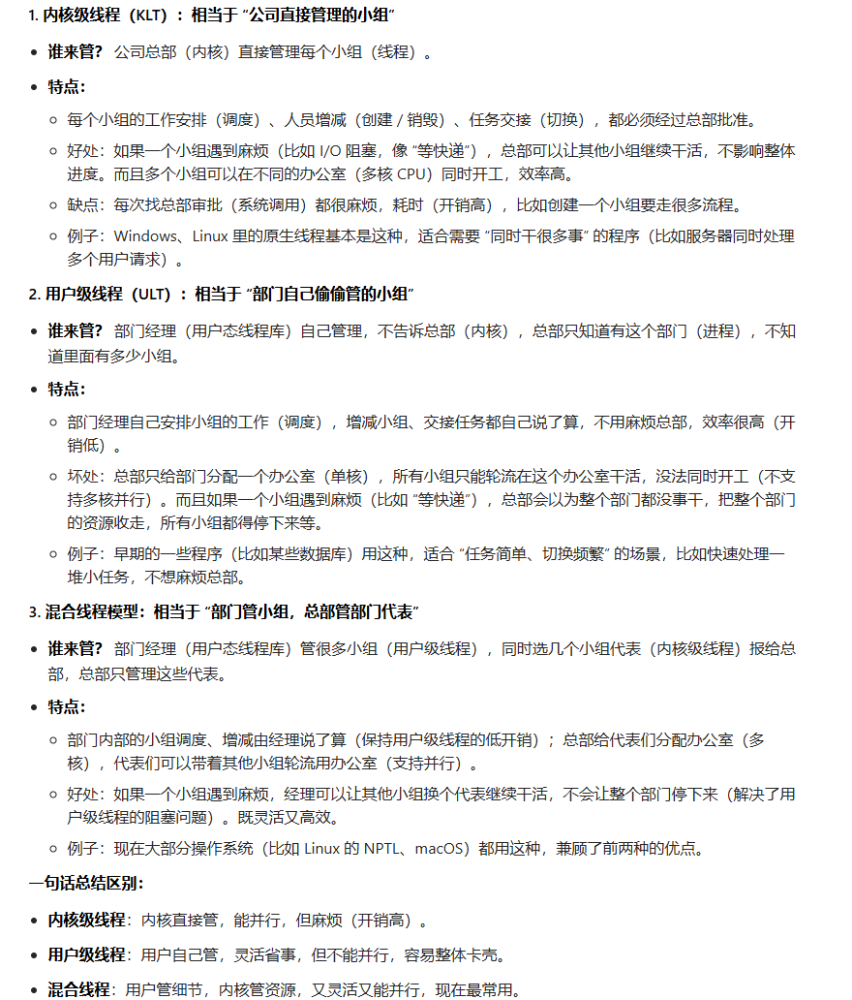 1. 内核级线程（KLT）：相当于 “公司直接管理的小组”
• 谁来管？ 公司总部（内核）直接管理每个小组（线程）。
• 特点：
○ 每个小组的工作安排（调度）、人员增减（创建 / 销毁）、任务交接（切换），都必须经过总部批准。
○ 好处：如果一个小组遇到麻烦（比如 I/O 阻塞，像 “等快递”），总部可以让其他小组继续干活，不影响整体
进度。而且多个小组可以在不同的办公室（多核 CPU）同时开工，效率高。
○ 缺点：每次找总部审批（系统调用）都很麻烦，耗时（开销高），比如创建一个小组要走很多流程。
○ 例子：Windows、Linux 里的原生线程基本是这种，适合需要 “同时干很多事” 的程序（比如服务器同时处理
多个用户请求）。
2. 用户级线程（ULT）：相当于 “部门自己偷偷管的小组”
• 谁来管？ 部门经理（用户态线程库）自己管理，不告诉总部（内核），总部只知道有这个部门（进程），不知
道里面有多少小组。
• 特点：
○ 部门经理自己安排小组的工作（调度），增减小组、交接任务都自己说了算，不用麻烦总部，效率很高（开
销低）。
○ 坏处：总部只给部门分配一个办公室（单核），所有小组只能轮流在这个办公室干活，没法同时开工（不支
持多核并行）。而且如果一个小组遇到麻烦（比如 “等快递”），总部会以为整个部门都没事干，把整个部门
的资源收走，所有小组都得停下来等。
○ 例子：早期的一些程序（比如某些数据库）用这种，适合 “任务简单、切换频繁” 的场景，比如快速处理一
堆小任务，不想麻烦总部。
3. 混合线程模型：相当于 “部门管小组，总部管部门代表”
• 谁来管？ 部门经理（用户态线程库）管很多小组（用户级线程），同时选几个小组代表（内核级线程）报给总
部，总部只管理这些代表。
• 特点：
○ 部门内部的小组调度、增减由经理说了算（保持用户级线程的低开销）；总部给代表们分配办公室（多
核），代表们可以带着其他小组轮流用办公室（支持并行）。
○ 好处：如果一个小组遇到麻烦，经理可以让其他小组换个代表继续干活，不会让整个部门停下来（解决了用
户级线程的阻塞问题）。既灵活又高效。
○ 例子：现在大部分操作系统（比如 Linux 的 NPTL、macOS）都用这种，兼顾了前两种的优点。
一句话总结区别：
• 内核级线程：内核直接管，能并行，但麻烦（开销高）。
• 用户级线程：用户自己管，灵活省事，但不能并行，容易整体卡壳。
• 混合线程：用户管细节，内核管资源，又灵活又能并行，现在最常用。